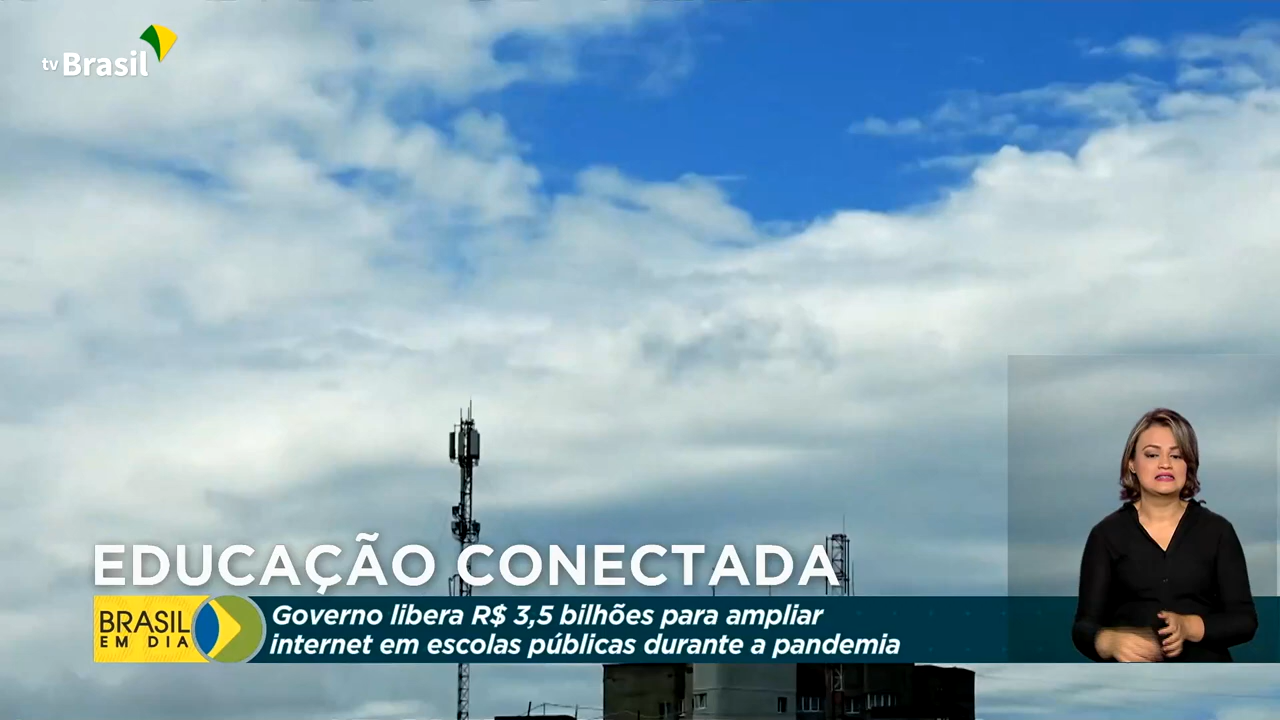 tv Brasil
EDUCAÇÃO CONECTADA
BRASIL
EM DIA
Governo libera R$ 3,5 bilhões para ampliar
internet em escolas públicas durante a pandemia